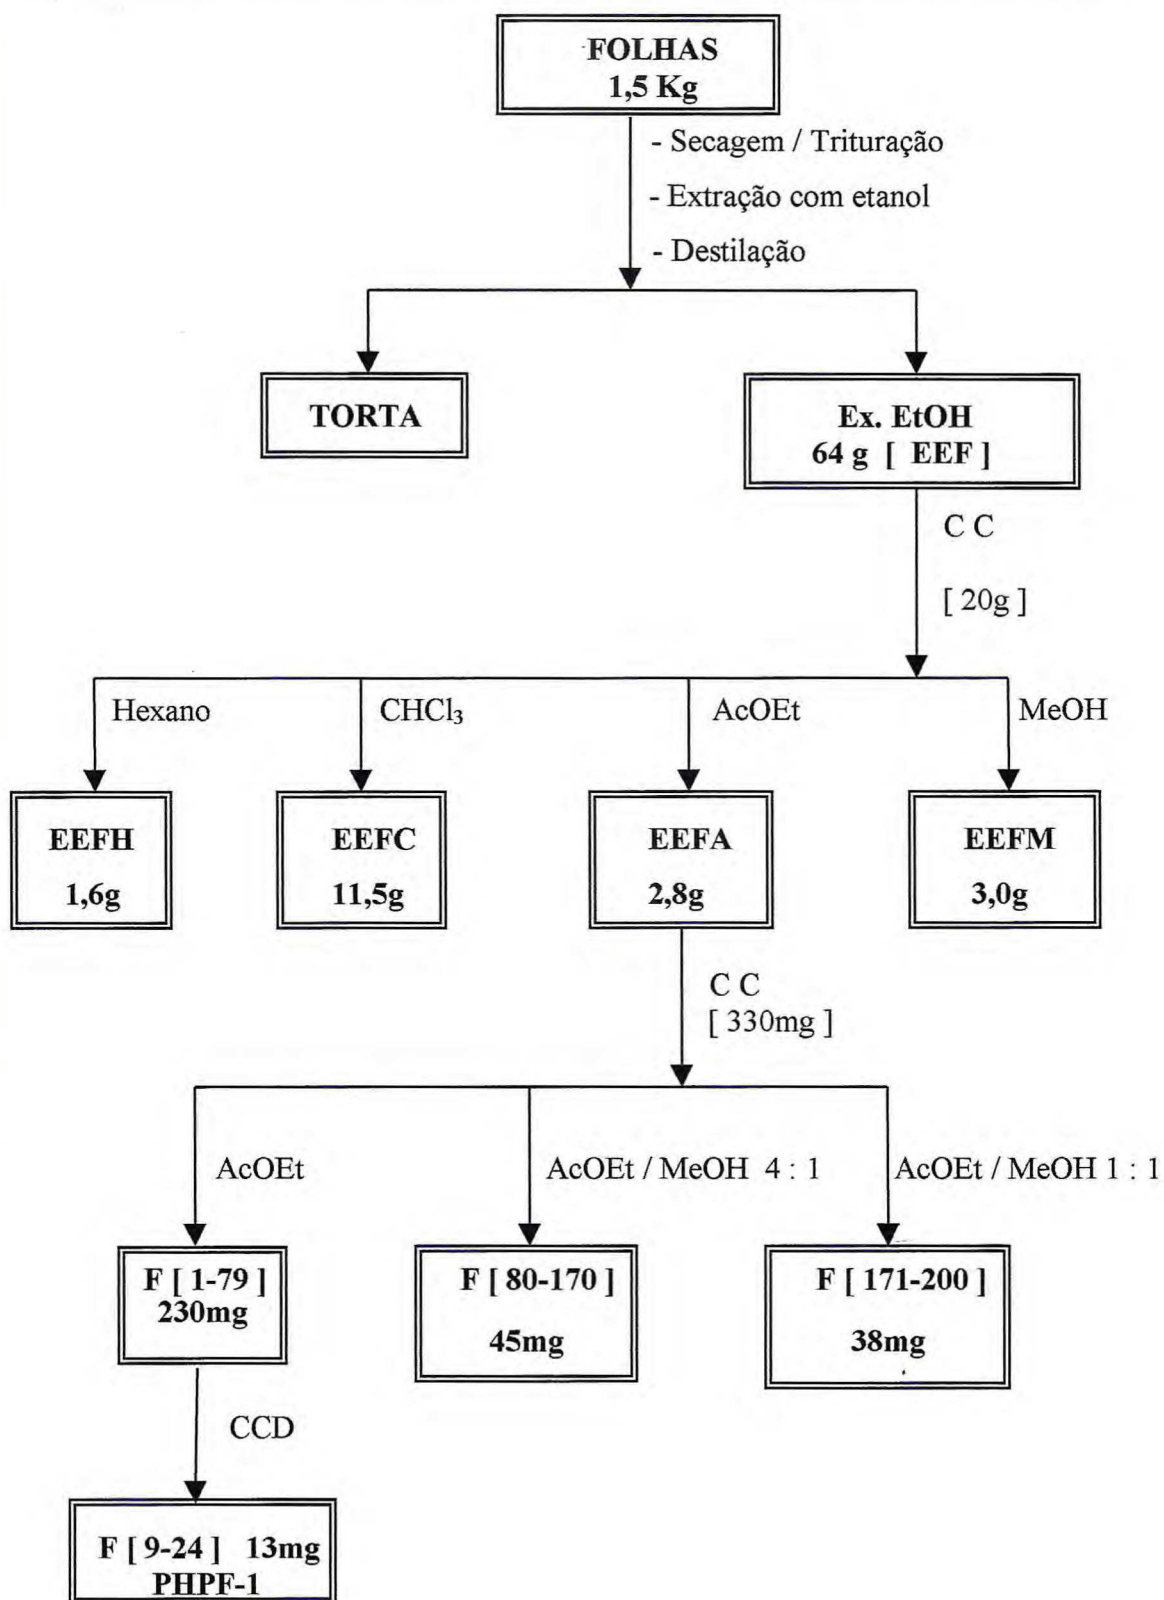 FOLHAS
1,5 Kg
- Secagem / Trituração
- Extração com etanol
- Destilação
TORTA
Ex. EtOH
64 g [ EEF ]
C C
[ 20g ]
Hexano
CHCl₃
AcOEt
MeOH
EEFH
1,6g
EEFC
11,5g
EEFA
2,8g
EEFM
3,0g
C C
[ 330mg ]
AcOEt
AcOEt / MeOH 4 : 1
AcOEt / MeOH 1 : 1
F [ 1-79 ]
230mg
F [ 80-170 ]
45mg
F [ 171-200 ]
38mg
CCD
F [ 9-24 ] 13mg
PHPF-1